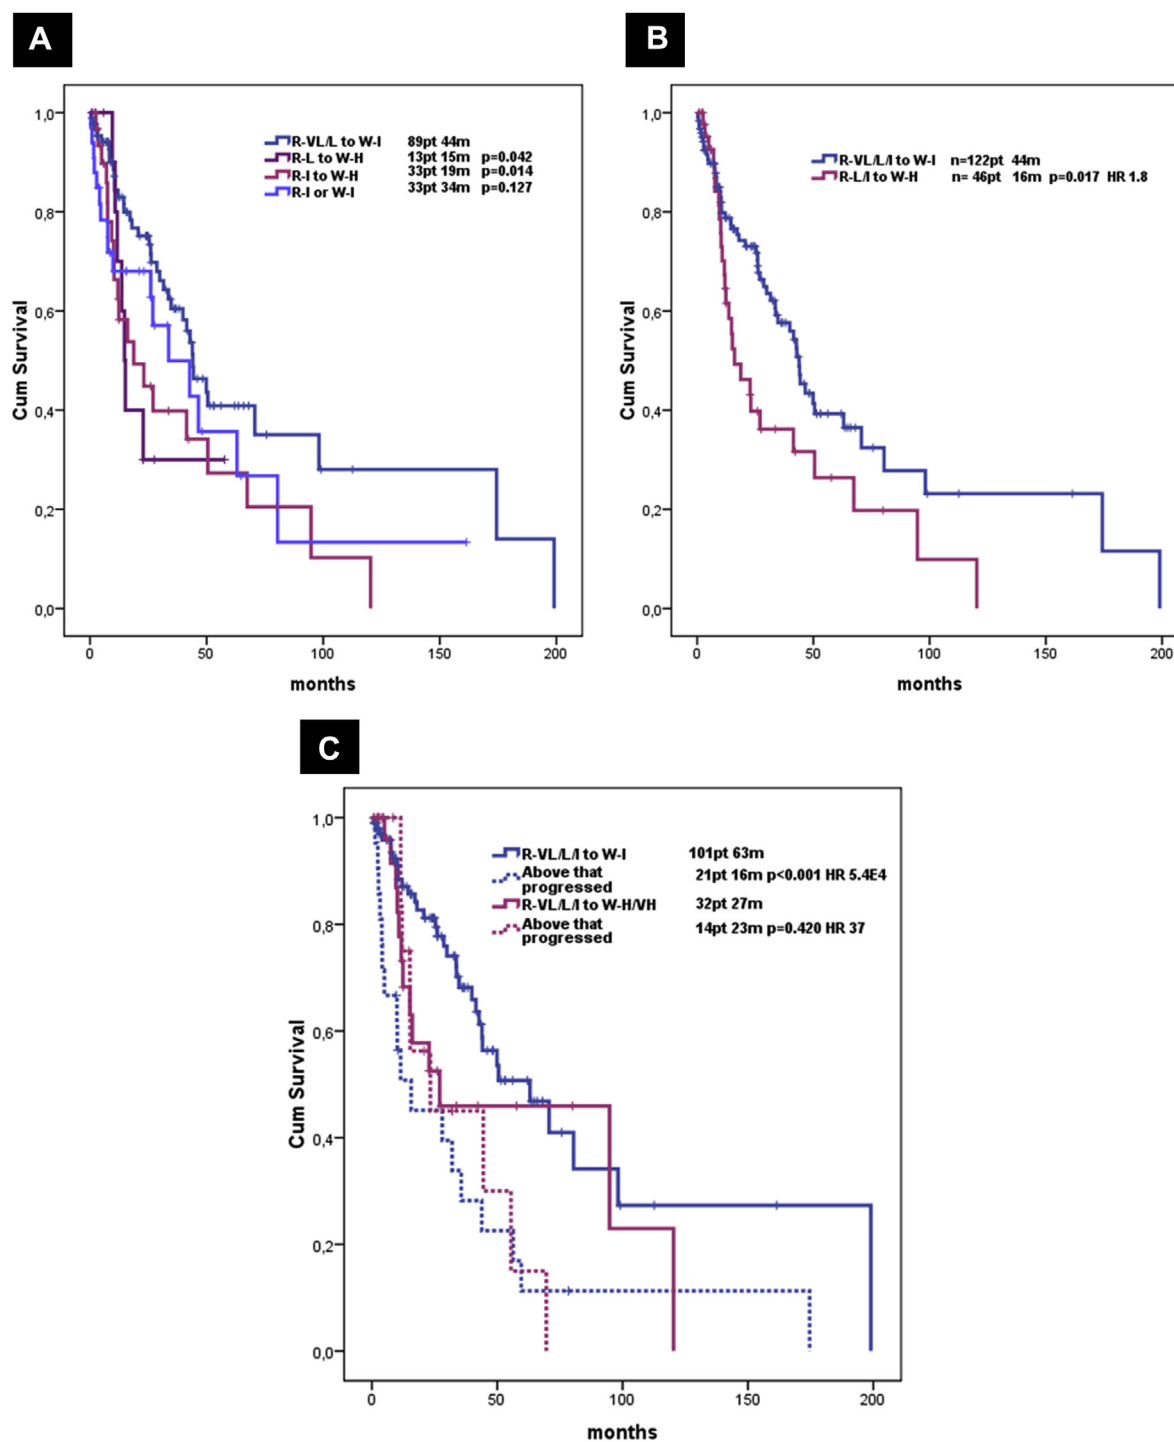 A
R-VL/L to W-I 89pt 44m
R-L to W-H 13pt 15m p=0.042
R-I to W-H 33pt 19m p=0.014
R-I or W-I 33pt 34m p=0.127
Cum Survival
1,0
0,8
0,6
0,4
0,2
0,0
0 50 100 150 200
months
B
R-VL/L/I to W-I n=122pt 44m
R-L/I to W-H n= 46pt 16m p=0.017 HR 1.8
Cum Survival
1,0
0,8
0,6
0,4
0,2
0,0
0 50 100 150 200
months
C
R-VL/L/I to W-I 101pt 63m
Above that
progressed 21pt 16m p<0.001 HR 5.4E4
R-VL/L/I to W-H/VH 32pt 27m
Above that
progressed 14pt 23m p=0.420 HR 37
Cum Survival
1,0
0,8
0,6
0,4
0,2
0,0
0 50 100 150 200
months